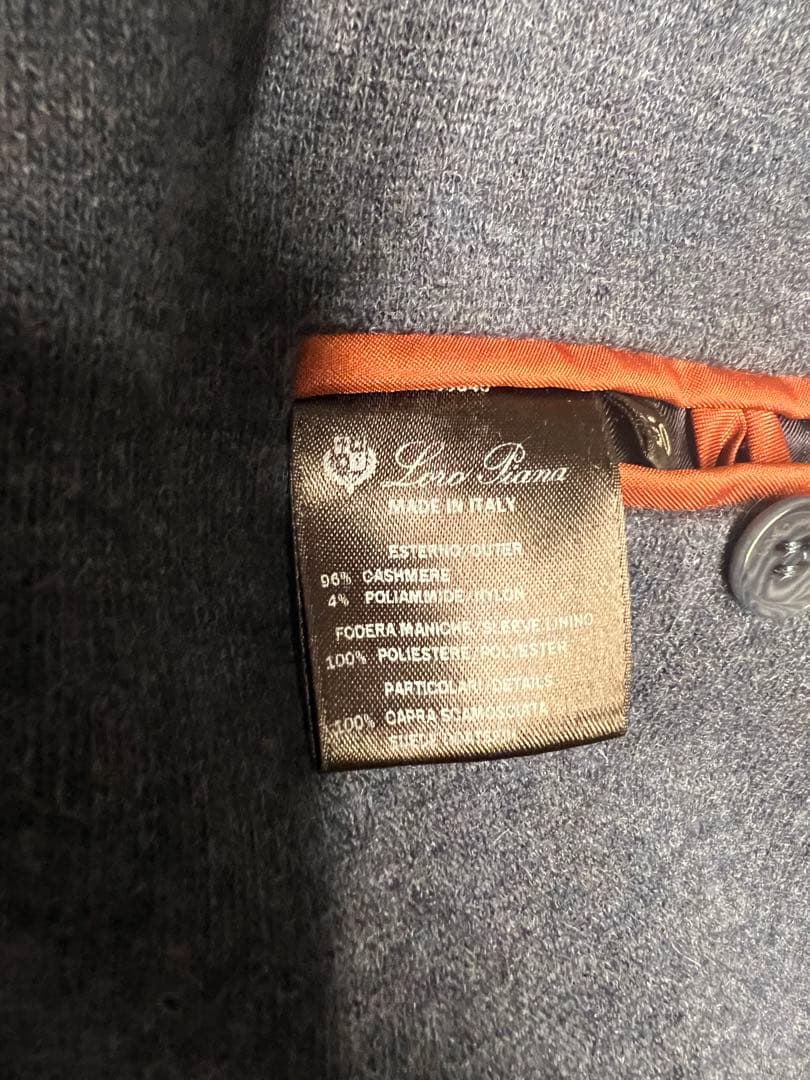 Loro Piana
MADE IN ITALY
ESTERNO/OUTER
96% CASHMERE
4% POLIAMMIDE/NYLON
FODERA MANICHE/SLEEVE LINING
100% POLIESTERE/POLYESTER
PARTICOLARI/DETAILS
100% CAPRA SCAMOSCIATA
SUEDE